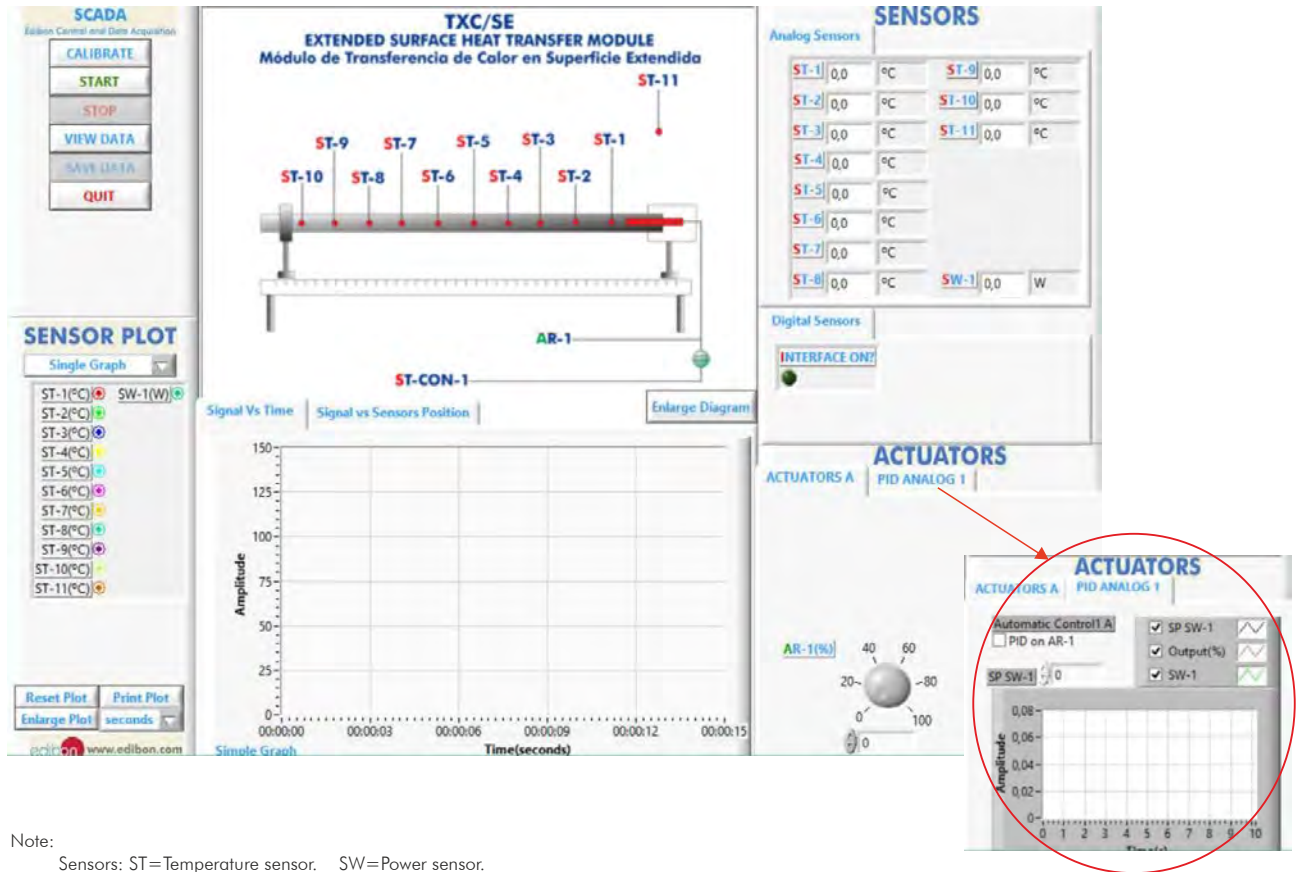 SCADA
Edibon Control and Data Acquisition
CALIBRATE
START
STOP
VIEW DATA
SAVE DATA
QUIT
TXC/SE
EXTENDED SURFACE HEAT TRANSFER MODULE
Módulo de Transferencia de Calor en Superficie Extendida
ST-11
ST-9 ST-7 ST-5 ST-3 ST-1
ST-10 ST-8 ST-6 ST-4 ST-2
AR-1
ST-CON-1
Enlarge Diagram
SENSORS
Analog Sensors
ST-1 0,0 ºC ST-9 0,0 ºC
ST-2 0,0 ºC ST-10 0,0 ºC
ST-3 0,0 ºC ST-11 0,0 ºC
ST-4 0,0 ºC
ST-5 0,0 ºC
ST-6 0,0 ºC
ST-7 0,0 ºC
ST-8 0,0 ºC SW-1 0,0 W
Digital Sensors
INTERFACE ON?
SENSOR PLOT
Single Graph
ST-1(ºC) SW-1(W)
ST-2(ºC)
ST-3(ºC)
ST-4(ºC)
ST-5(ºC)
ST-6(ºC)
ST-7(ºC)
ST-8(ºC)
ST-9(ºC)
ST-10(ºC)
ST-11(ºC)
Reset Plot Print Plot
Enlarge Plot seconds
edibon www.edibon.com
Signal Vs Time Signal vs Sensors Position
150
125
100
75
50
25
0
Amplitude
00:00:00 00:00:03 00:00:06 00:00:09 00:00:12 00:00:15
Simple Graph Time(seconds)
ACTUATORS
ACTUATORS A PID ANALOG 1
AR-1(%)
40 60
20 80
0 100
0
ACTUATORS
ACTUATORS A PID ANALOG 1
Automatic Control1 A
PID on AR-1
SP SW-1 0
SP SW-1
Output(%)
SW-1
0,08
0,06
0,04
0,02
0
Amplitude
0 1 2 3 4 5 6 7 8 9 10
Time(s)
Note:
Sensors: ST=Temperature sensor. SW=Power sensor.